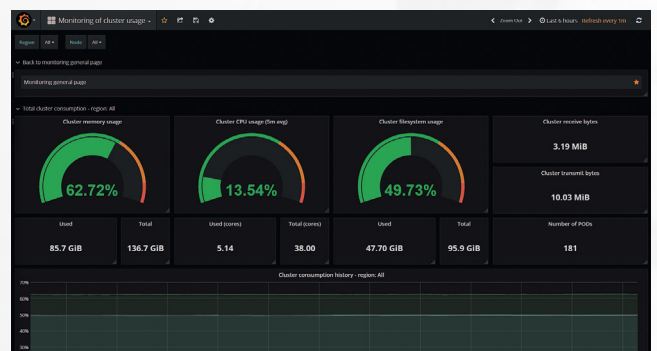 Monitoring of cluster usage
Zoom Out
Last 6 hours Refresh every 1m
Region All Node All
Back to monitoring general page
Monitoring general page
Total cluster consumption - region: All
Cluster memory usage
62.72%
Cluster CPU usage (5m avg)
13.54%
Cluster filesystem usage
49.73%
Cluster receive bytes
3.19 MiB
Cluster transmit bytes
10.03 MiB
Used
85.7 GiB
Total
136.7 GiB
Used (cores)
5.14
Total (cores)
38.00
Used
47.70 GiB
Total
95.9 GiB
Number of PODs
181
Cluster consumption history - region: All
70%
60%
50%
40%
30%